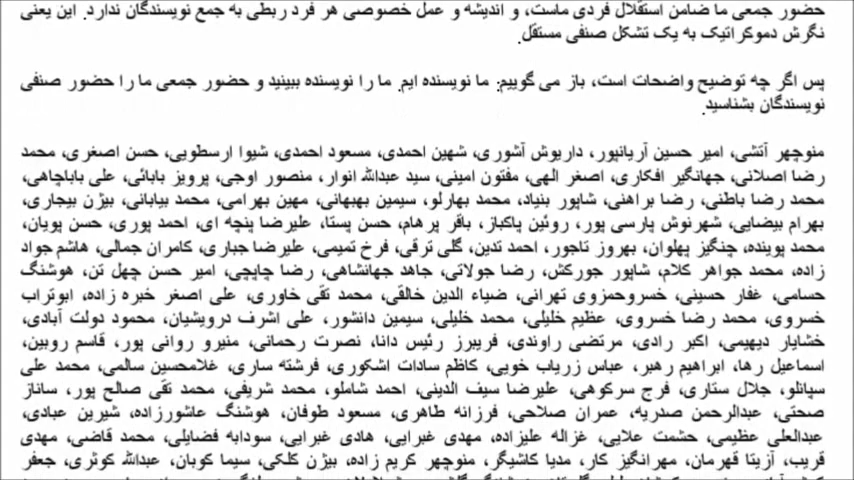 حضور جمعی ما ضامن استقلال فردی ماست، و اندیشه و عمل خصوصی هر فرد ربطی به جمع نویسندگان ندارد. این یعنی
نگرش دموکراتیک به یک تشکل صنفی مستقل.
پس اگر چه توضیح واضحات است، باز می گوییم: ما نویسنده ایم. ما را نویسنده ببینید و حضور جمعی ما را حضور صنفی
نویسندگان بشناسید.
منوچهر آتشی، امیر حسین آریانپور، داریوش آشوری، شهین احمدی، مسعود احمدی، شیوا ارسطویی، حسن اصغری، محمد
رضا اصلانی، جهانگیر افکاری، اصغر الهی، مفتون امینی، سید عبدالله انوار، منصور اوجی، پرویز بابائی، علی باباچاهی،
محمد رضا باطنی، رضا براهنی، شاپور بنیاد، محمد بهارلو، سیمین بهبهانی، مهین بهرامی، محمد بیابانی، بیژن بیجاری،
بهرام بیضایی، شهرنوش پارسی پور، روئین پاکباز، باقر پرهام، حسن پستا، علیرضا پنجه ای، احمد پوری، حسن پویان،
محمد پوینده، چنگیز پهلوان، بهروز تاجور، احمد تدین، گلی ترقی، فرخ تمیمی، علیرضا جباری، کامران جمالی، هاشم جواد
زاده، محمد جواهر کلام، شاپور جورکش، رضا جولائی، جاهد جهانشاهی، رضا چایچی، امیر حسن چهل تن، هوشنگ
حسامی، غفار حسینی، خسروحمزوی تهرانی، ضیاء الدین خالقی، محمد تقی خاوری، علی اصغر خبره زاده، ابوتراب
خسروی، محمد رضا خسروی، عظیم خلیلی، محمد خلیلی، سیمین دانشور، علی اشرف درویشیان، محمود دولت آبادی،
خشایار دیهیمی، اکبر رادی، مرتضی راوندی، فریبرز رئیس دانا، نصرت رحمانی، منیرو روانی پور، قاسم روبین،
اسماعیل رها، ابراهیم رهبر، عباس زریاب خویی، کاظم سادات اشکوری، فرشته ساری، غلامحسین سالمی، محمد علی
سپانلو، جلال ستاری، فرج سرکوهی، علیرضا سیف الدینی، احمد شاملو، محمد شریفی، محمد تقی صالح پور، ساناز
صحتی، عبدالرحمن صدریه، عمران صلاحی، فرزانه طاهری، مسعود طوفان، هوشنگ عاشورزاده، شیرین عبادی،
عبدالعلی عظیمی، حشمت علایی، غزاله علیزاده، مهدی غبرایی، هادی غبرایی، سودابه فضایلی، محمد قاضی، مهدی
قریب، آزیتا قهرمان، مهرانگیز کار، مدیا کاشیگر، منوچهر کریم زاده، بیژن کلکی، سیما کوبان، عبدالله کوثری، جعفر